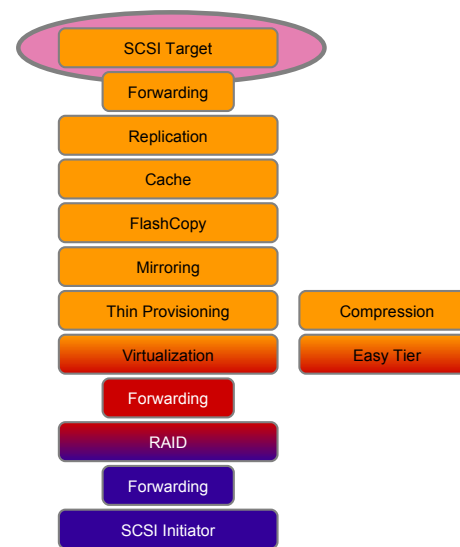 SCSI Target
Forwarding
Replication
Cache
FlashCopy
Mirroring
Thin Provisioning
Compression
Virtualization
Easy Tier
Forwarding
RAID
Forwarding
SCSI Initiator